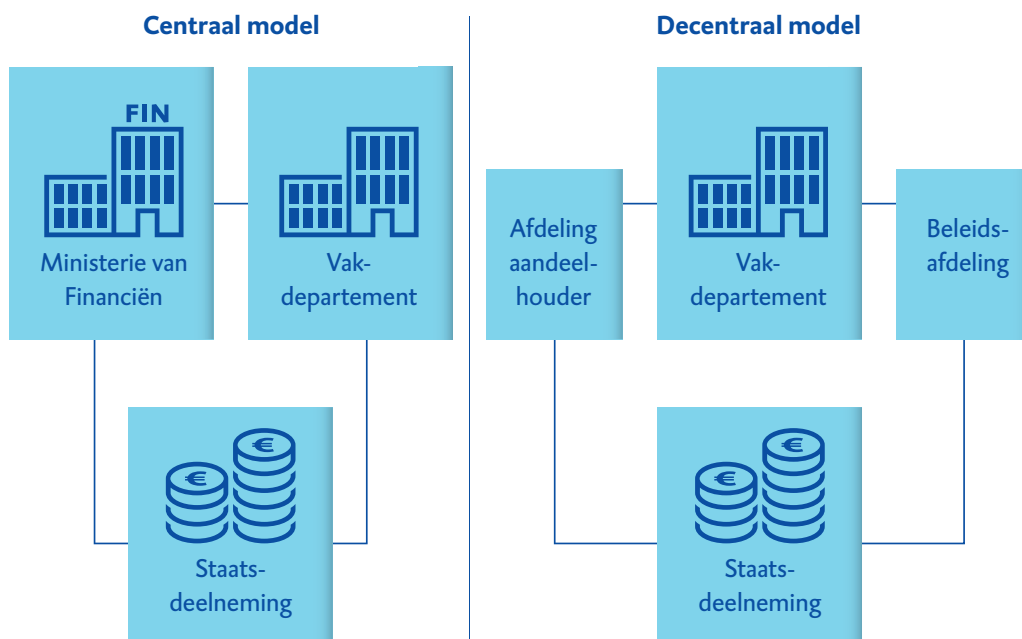 Centraal model
FIN
Ministerie van
Financiën
Vak-
departement
€
€
Staats-
deelneming
Decentraal model
Afdeling
aandeel-
houder
Vak-
departement
Beleids-
afdeling
€
€
Staats-
deelneming